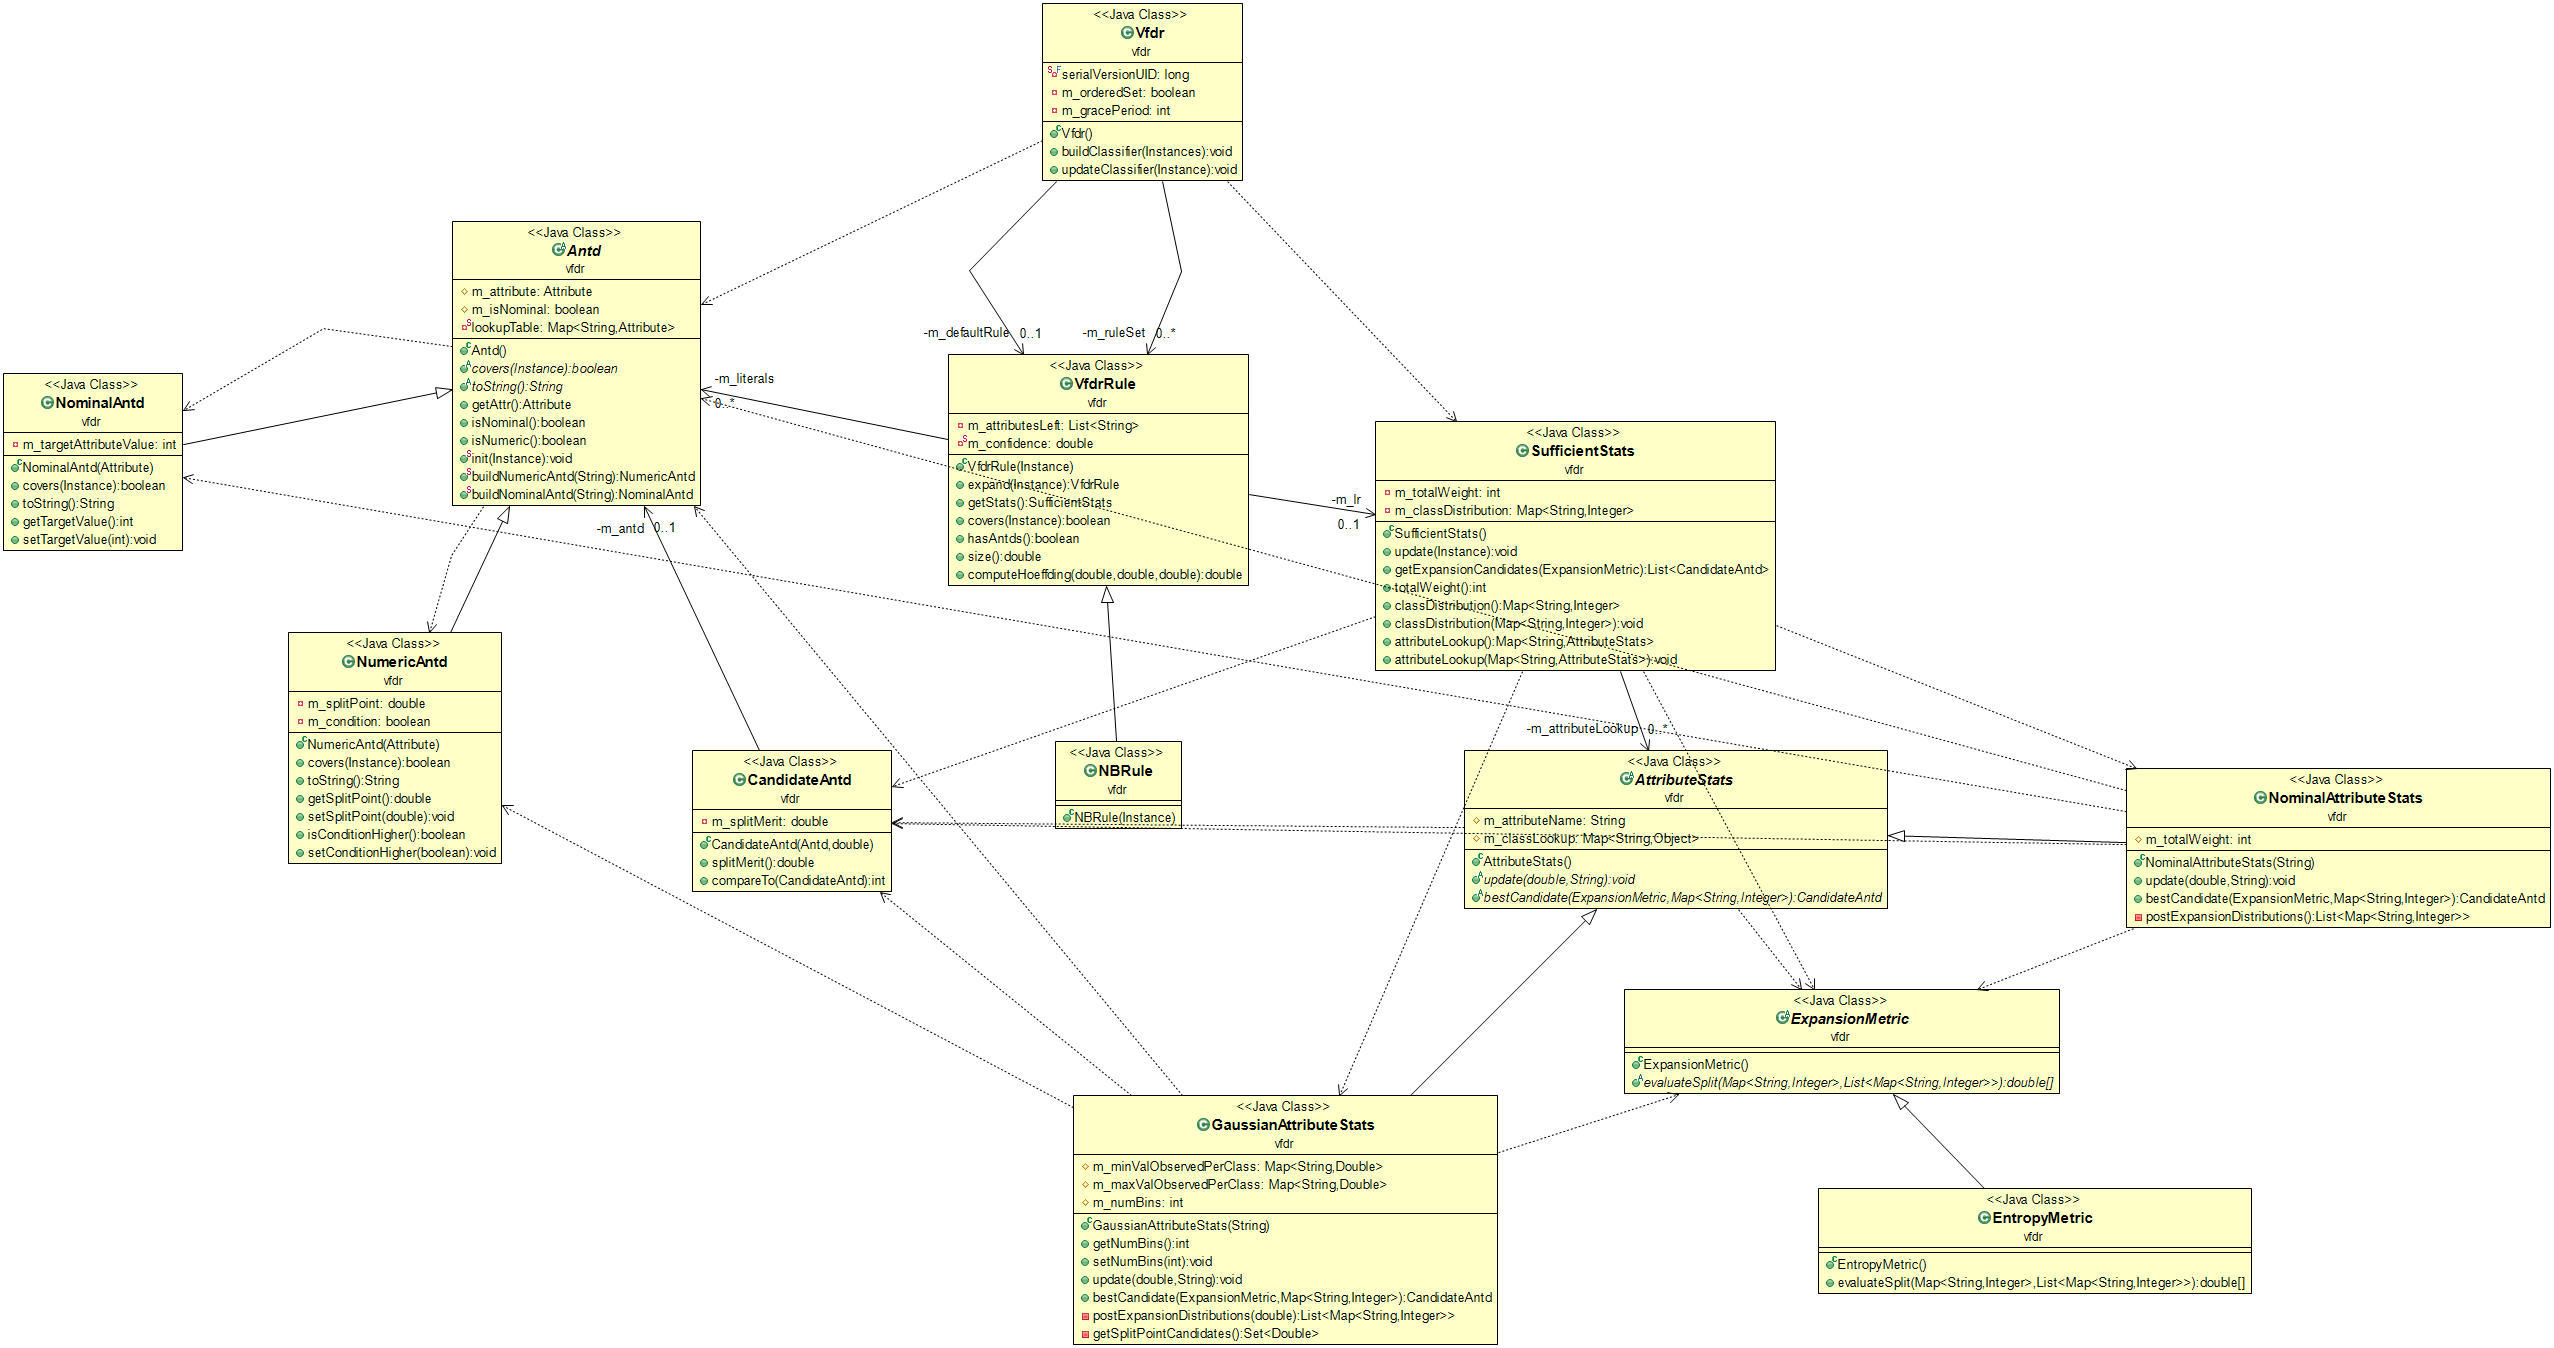 <<Java Class>>
Vfdr
vfdr
serialVersionUID: long
m_orderedSet: boolean
m_gracePeriod: int
Vfdr()
buildClassifier(Instances):void
updateClassifier(Instance):void
<<Java Class>>
Antd
vfdr
m_attribute: Attribute
m_isNominal: boolean
lookupTable: Map<String,Attribute>
Antd()
covers(Instance):boolean
toString():String
getAttr():Attribute
isNominal():boolean
isNumeric():boolean
init(Instance):void
buildNumericAntd(String):NumericAntd
buildNominalAntd(String):NominalAntd
-m_defaultRule 0..1
-m_ruleSet 0..*
-m_literals
0..*
<<Java Class>>
NominalAntd
vfdr
m_targetAttributeValue: int
NominalAntd(Attribute)
covers(Instance):boolean
toString():String
getTargetValue():int
setTargetValue(int):void
<<Java Class>>
VfdrRule
vfdr
m_attributesLeft: List<String>
m_confidence: double
VfdrRule(Instance)
expand(Instance):VfdrRule
getStats():SufficientStats
covers(Instance):boolean
hasAntds():boolean
size():double
computeHoeffding(double,double,double):double
-m_lr
0..1
<<Java Class>>
SufficientStats
vfdr
m_totalWeight: int
m_classDistribution: Map<String,Integer>
SufficientStats()
update(Instance):void
getExpansionCandidates(ExpansionMetric):List<CandidateAntd>
totalWeight():int
classDistribution():Map<String,Integer>
classDistribution(Map<String,Integer>):void
attributeLookup():Map<String,AttributeStats>
attributeLookup(Map<String,AttributeStats>):void
-m_antd 0..1
<<Java Class>>
NumericAntd
vfdr
m_splitPoint: double
m_condition: boolean
NumericAntd(Attribute)
covers(Instance):boolean
toString():String
getSplitPoint():double
setSplitPoint(double):void
isConditionHigher():boolean
setConditionHigher(boolean):void
<<Java Class>>
CandidateAntd
vfdr
m_splitMerit: double
CandidateAntd(Antd,double)
splitMerit():double
compareTo(CandidateAntd):int
<<Java Class>>
NBRule
vfdr
NBRule(Instance)
-m_attributeLookup 0..*
<<Java Class>>
AttributeStats
vfdr
m_attributeName: String
m_classLookup: Map<String,Object>
AttributeStats()
update(double,String):void
bestCandidate(ExpansionMetric,Map<String,Integer>):CandidateAntd
<<Java Class>>
NominalAttributeStats
vfdr
m_totalWeight: int
NominalAttributeStats(String)
update(double,String):void
bestCandidate(ExpansionMetric,Map<String,Integer>):CandidateAntd
postExpansionDistributions():List<Map<String,Integer>>
<<Java Class>>
ExpansionMetric
vfdr
ExpansionMetric()
evaluateSplit(Map<String,Integer>,List<Map<String,Integer>>):double[]
<<Java Class>>
GaussianAttributeStats
vfdr
m_minValObservedPerClass: Map<String,Double>
m_maxValObservedPerClass: Map<String,Double>
m_numBins: int
GaussianAttributeStats(String)
getNumBins():int
setNumBins(int):void
update(double,String):void
bestCandidate(ExpansionMetric,Map<String,Integer>):CandidateAntd
postExpansionDistributions(double):List<Map<String,Integer>>
getSplitPointCandidates():Set<Double>
<<Java Class>>
EntropyMetric
vfdr
EntropyMetric()
evaluateSplit(Map<String,Integer>,List<Map<String,Integer>>):double[]